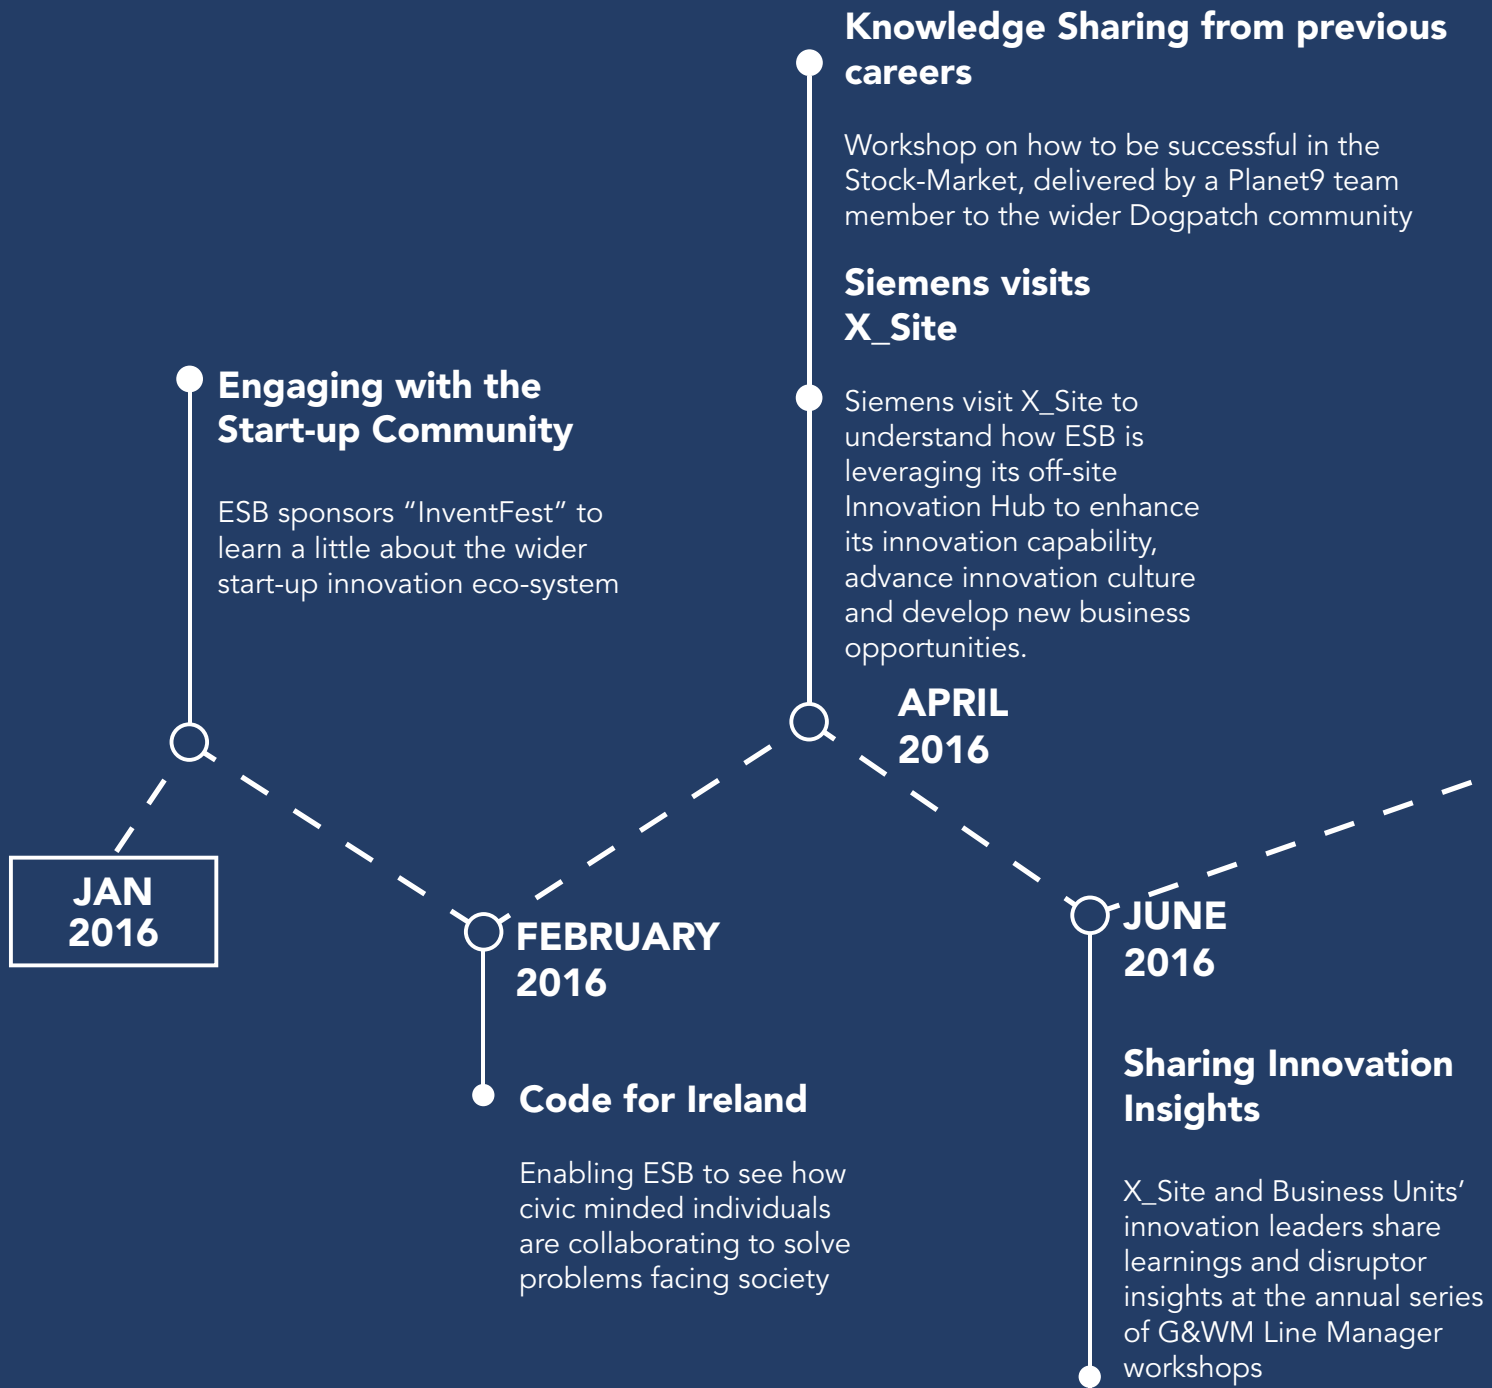 JAN
2016
Engaging with the
Start-up Community
ESB sponsors “InventFest” to
learn a little about the wider
start-up innovation eco-system
FEBRUARY
2016
Code for Ireland
Enabling ESB to see how
civic minded individuals
are collaborating to solve
problems facing society
Knowledge Sharing from previous
careers
Workshop on how to be successful in the
Stock-Market, delivered by a Planet9 team
member to the wider Dogpatch community
Siemens visits
X_Site
Siemens visit X_Site to
understand how ESB is
leveraging its off-site
Innovation Hub to enhance
its innovation capability,
advance innovation culture
and develop new business
opportunities.
APRIL
2016
JUNE
2016
Sharing Innovation
Insights
X_Site and Business Units’
innovation leaders share
learnings and disruptor
insights at the annual series
of G&WM Line Manager
workshops